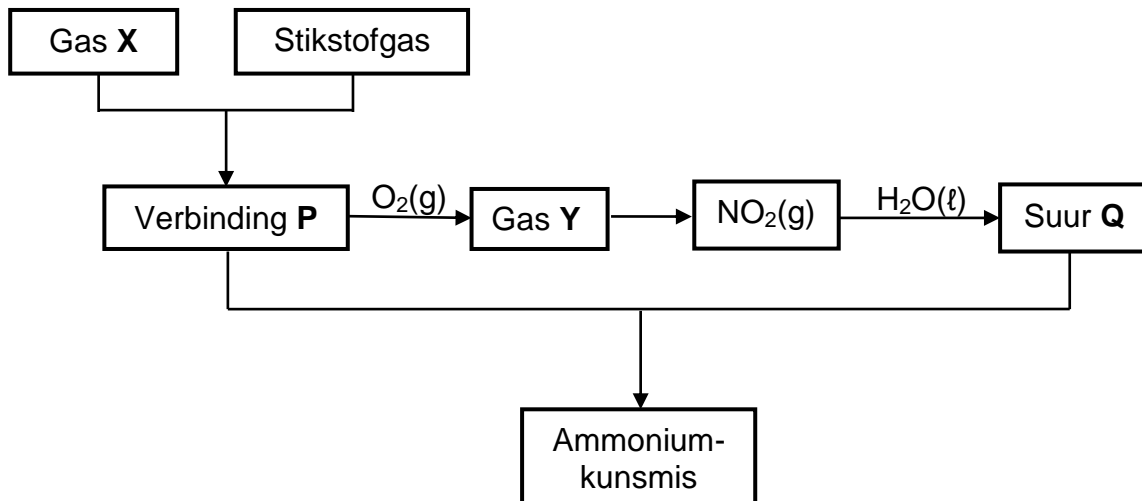 Gas X
Stikstofgas
Verbinding P
O₂(g)
Gas Y
NO₂(g)
H₂O(ℓ)
Suur Q
Ammonium-
kunsmis